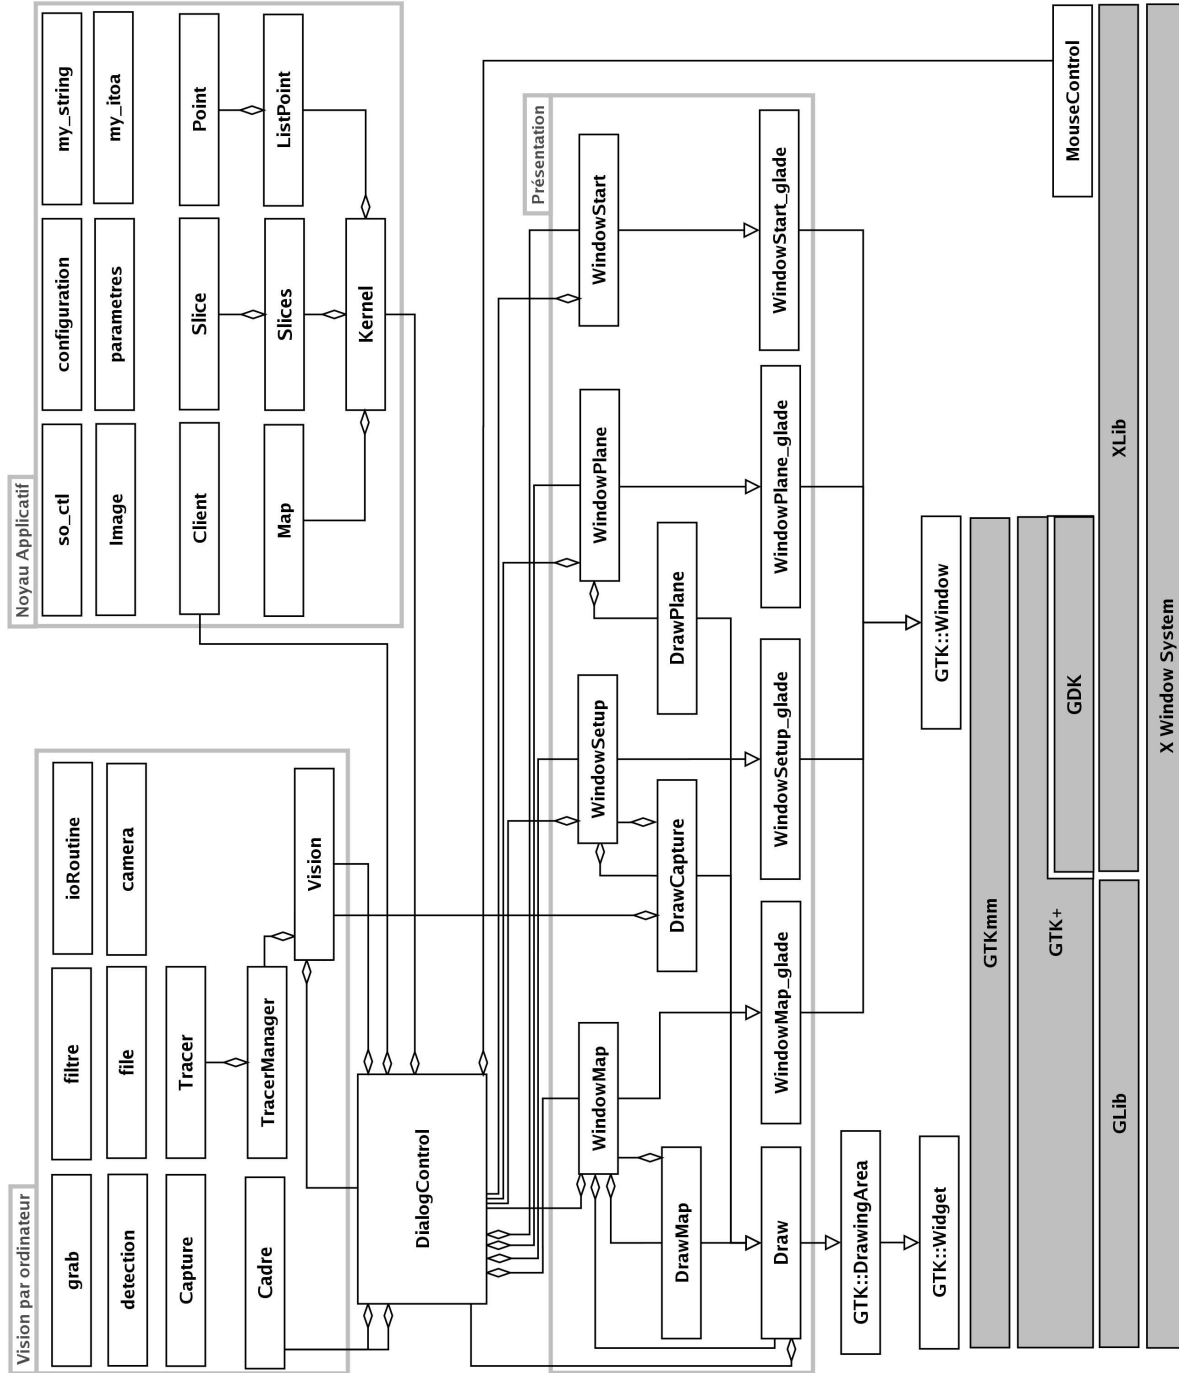 Vision par ordinateur
grab
filtre
ioRoutine
detection
file
camera
Capture
Tracer
Cadre
TracerManager
Vision
Noyau Applicatif
so_ctl
configuration
my_string
Image
parametres
my_itoa
Client
Slice
Point
Map
Slices
ListPoint
Kernel
DialogControl
Présentation
WindowMap
WindowSetup
WindowPlane
WindowStart
DrawMap
DrawCapture
DrawPlane
Draw
WindowMap_glade
WindowSetup_glade
WindowPlane_glade
WindowStart_glade
GTK::DrawingArea
GTK::Widget
GTK::Window
MouseControl
GTKmm
GTK+
GDK
GLib
XLib
X Window System